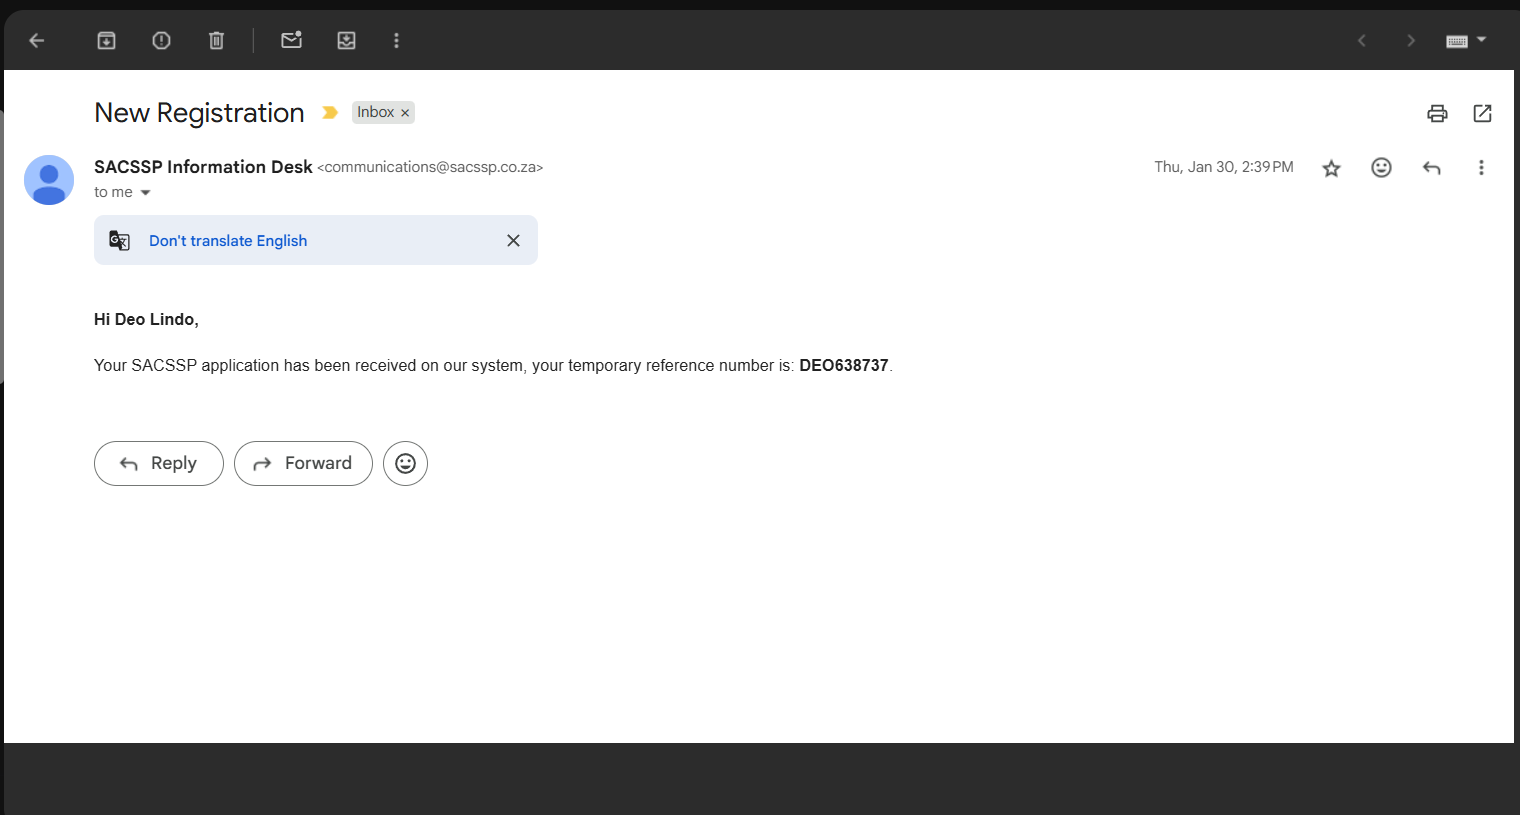 New Registration
Inbox ×
SACSSP Information Desk <communications@sacssp.co.za>
Thu, Jan 30, 2:39 PM
to me
Don't translate English
Hi Deo Lindo,
Your SACSSP application has been received on our system, your temporary reference number is: DEO638737.
Reply
Forward